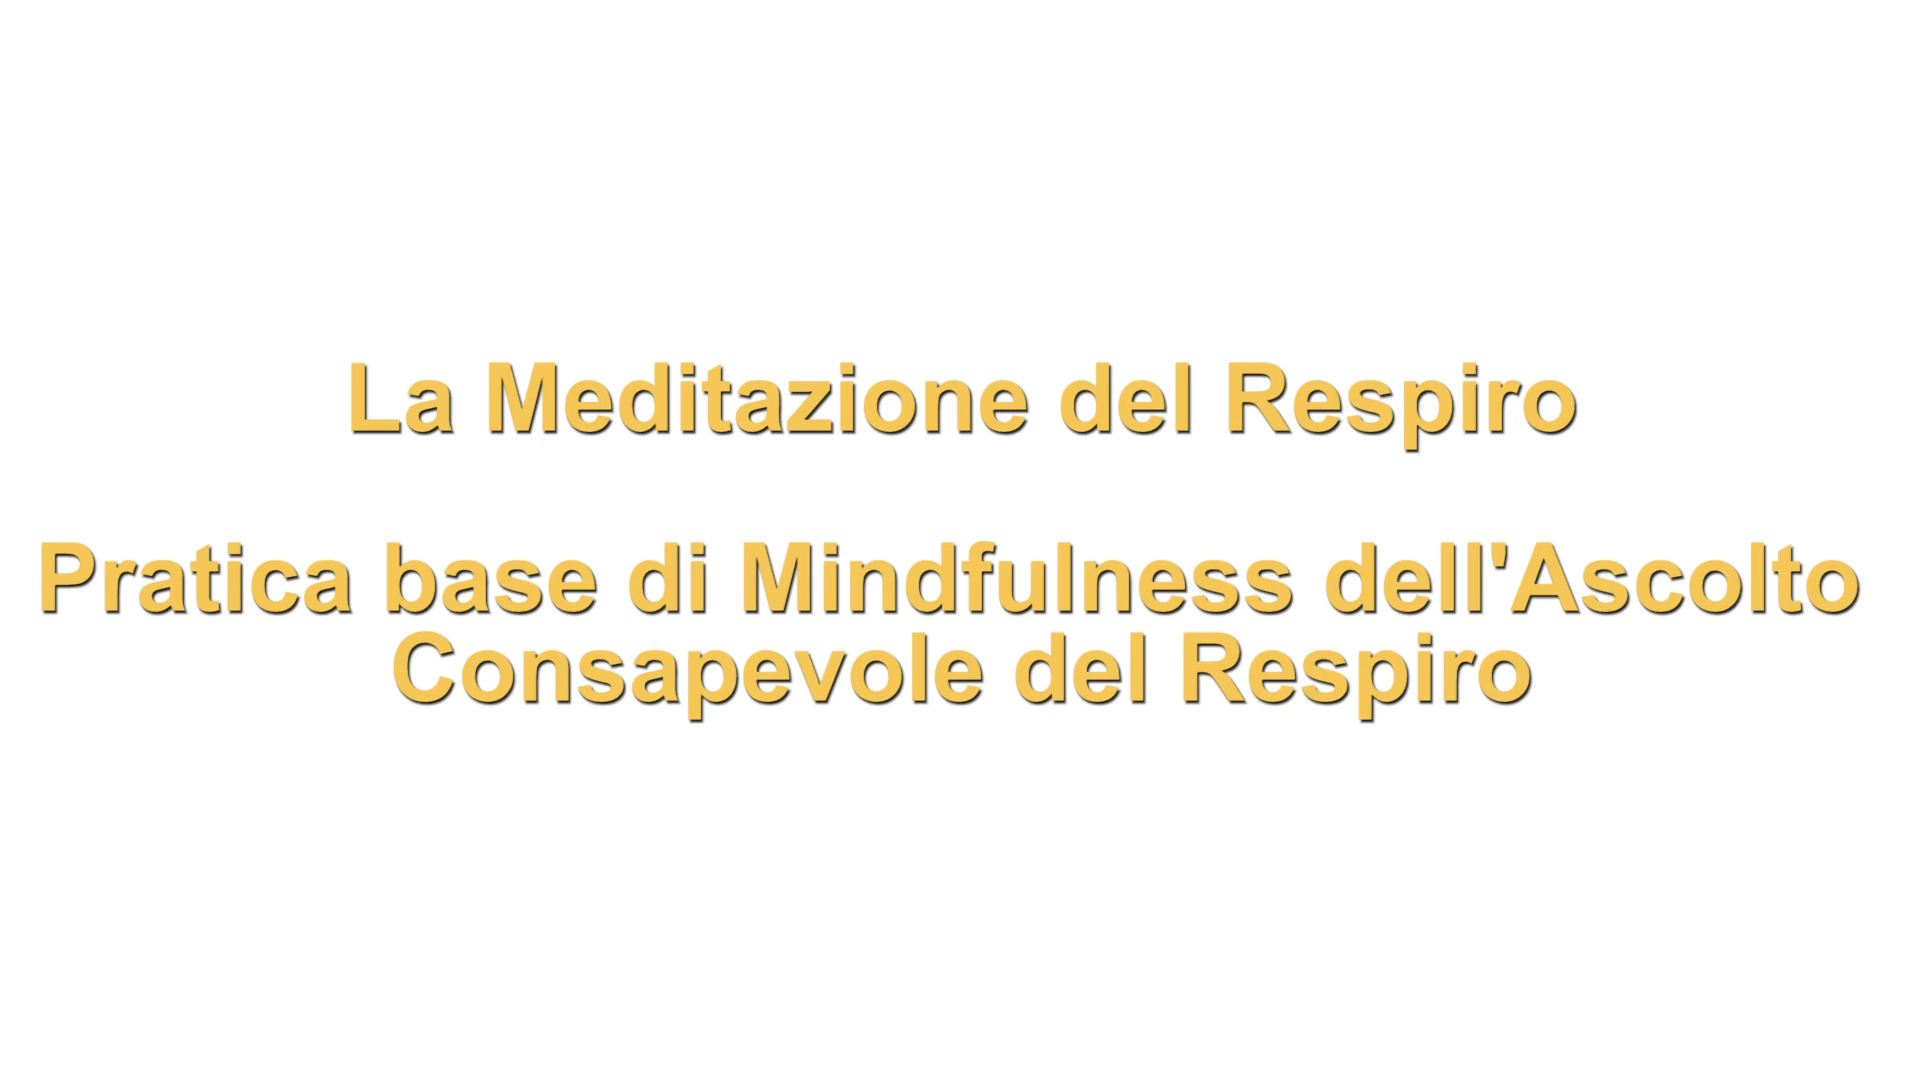 La Meditazione del Respiro
Pratica base di Mindfulness dell'Ascolto
Consapevole del Respiro